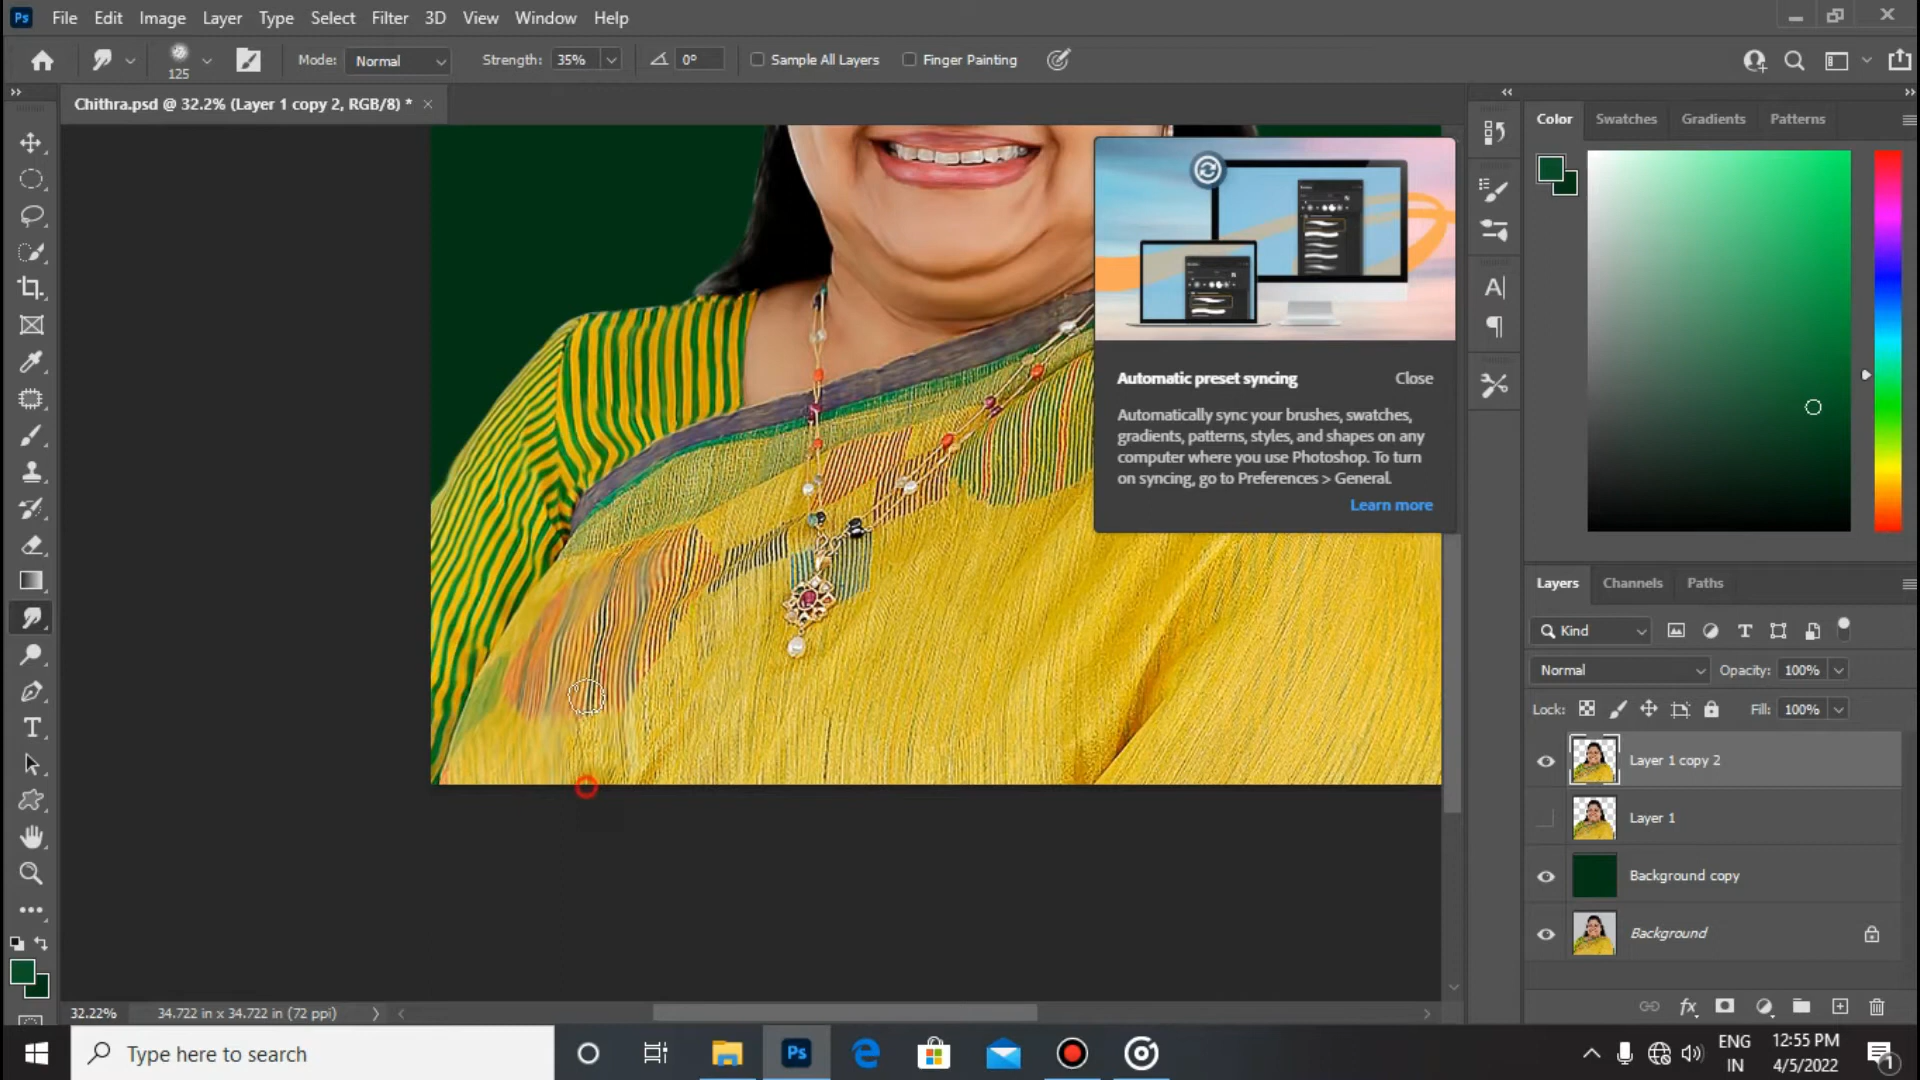 Ps File Edit Image Layer Type Select Filter 3D View Window Help
125 Mode: Normal Strength: 35% 0° Sample All Layers Finger Painting
Chithra.psd @ 32.2% (Layer 1 copy 2, RGB/8) *
Color Swatches Gradients Patterns
Automatic preset syncing Close
Automatically sync your brushes, swatches,
gradients, patterns, styles, and shapes on any
computer where you use Photoshop. To turn
on syncing, go to Preferences > General.
Learn more
Layers Channels Paths
Kind
Normal Opacity: 100%
Lock: Fill: 100%
Layer 1 copy 2
Layer 1
Background copy
Background
32.22% 34.722 in x 34.722 in (72 ppi)
Type here to search
Ps
ENG
IN
12:55 PM
4/5/2022
1